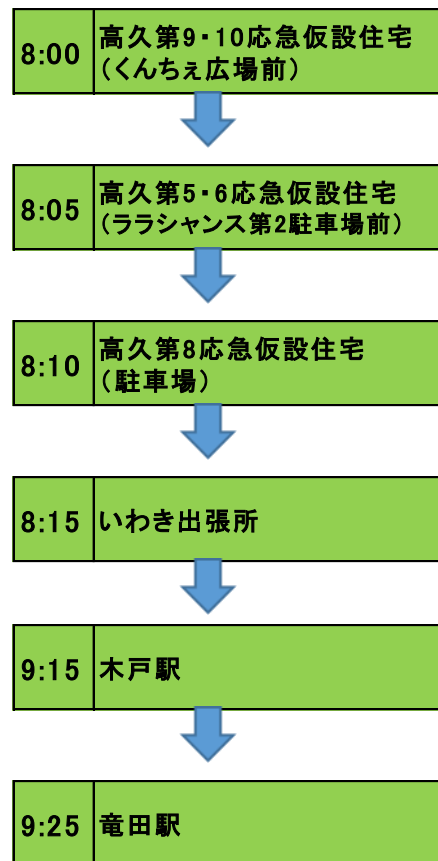 8:00 高久第9・10応急仮設住宅
(くんちぇ広場前)
8:05 高久第5・6応急仮設住宅
(ララシャンス第2駐車場前)
8:10 高久第8応急仮設住宅
(駐車場)
8:15 いわき出張所
9:15 木戸駅
9:25 竜田駅